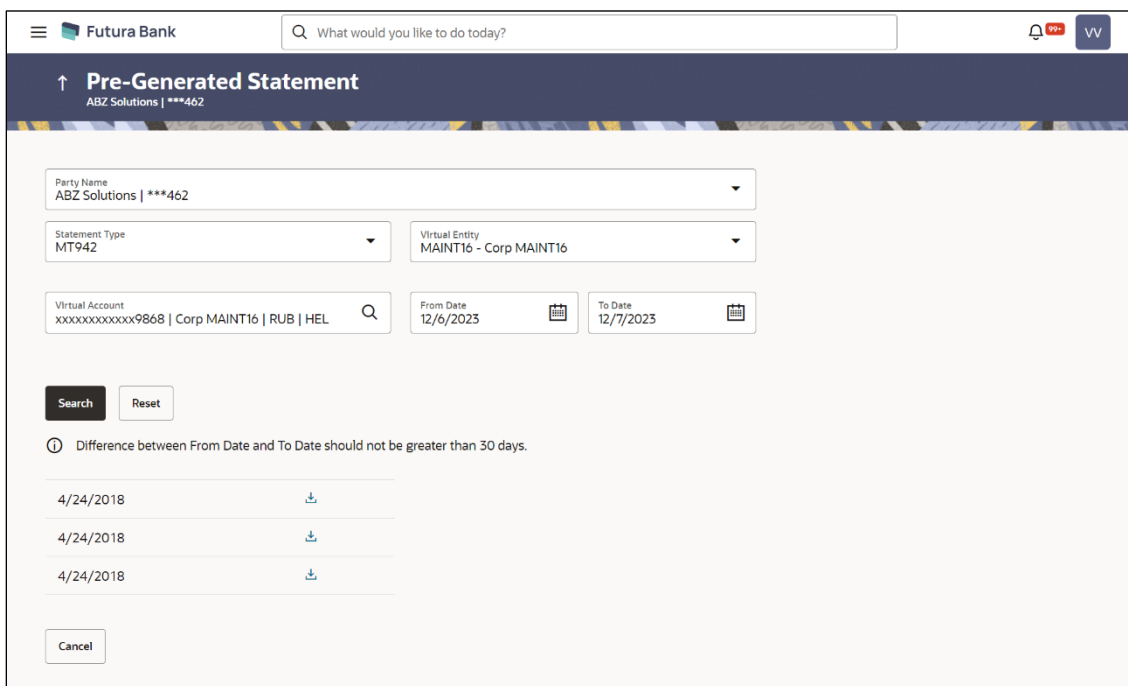 Futura Bank
What would you like to do today?
99+
VV
Pre-Generated Statement
ABZ Solutions | ***462
Party Name
ABZ Solutions | ***462
Statement Type
MT942
Virtual Entity
MAINT16 - Corp MAINT16
Virtual Account
xxxxxxxxxxxx9868 | Corp MAINT16 | RUB | HEL
From Date
12/6/2023
To Date
12/7/2023
Search
Reset
Difference between From Date and To Date should not be greater than 30 days.
4/24/2018
4/24/2018
4/24/2018
Cancel